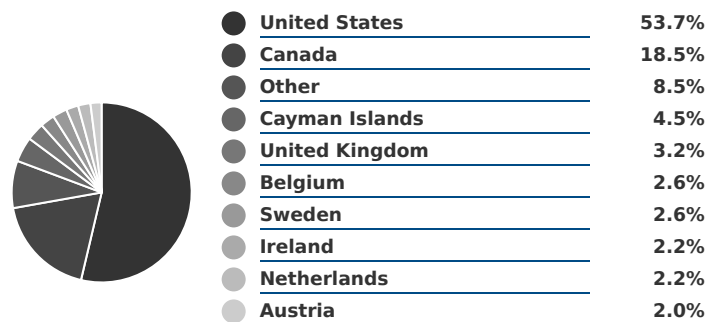 United States 53.7%
Canada 18.5%
Other 8.5%
Cayman Islands 4.5%
United Kingdom 3.2%
Belgium 2.6%
Sweden 2.6%
Ireland 2.2%
Netherlands 2.2%
Austria 2.0%